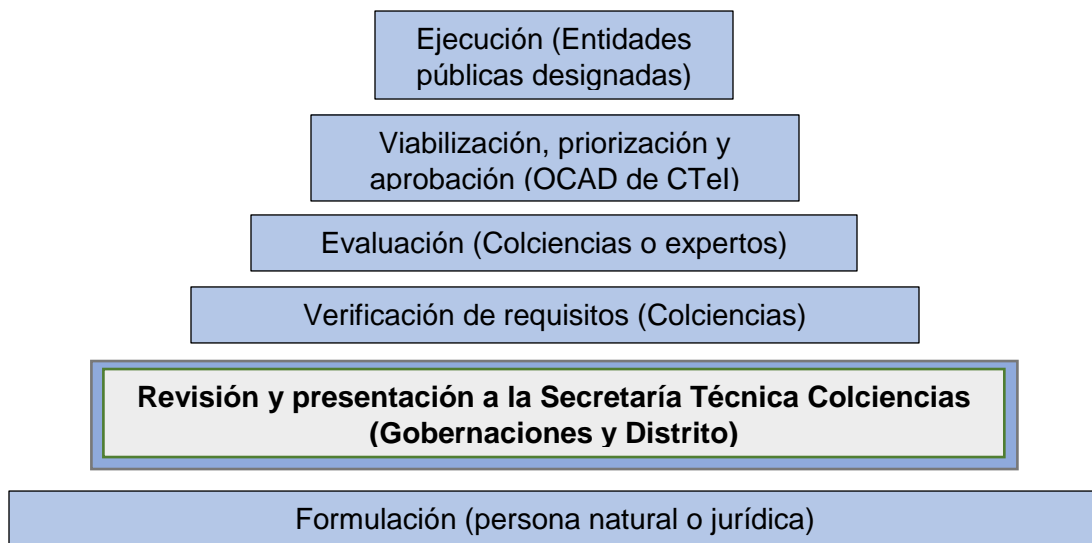 Ejecución (Entidades
públicas designadas)
Viabilización, priorización y
aprobación (OCAD de CTeI)
Evaluación (Colciencias o expertos)
Verificación de requisitos (Colciencias)
Revisión y presentación a la Secretaría Técnica Colciencias
(Gobernaciones y Distrito)
Formulación (persona natural o jurídica)